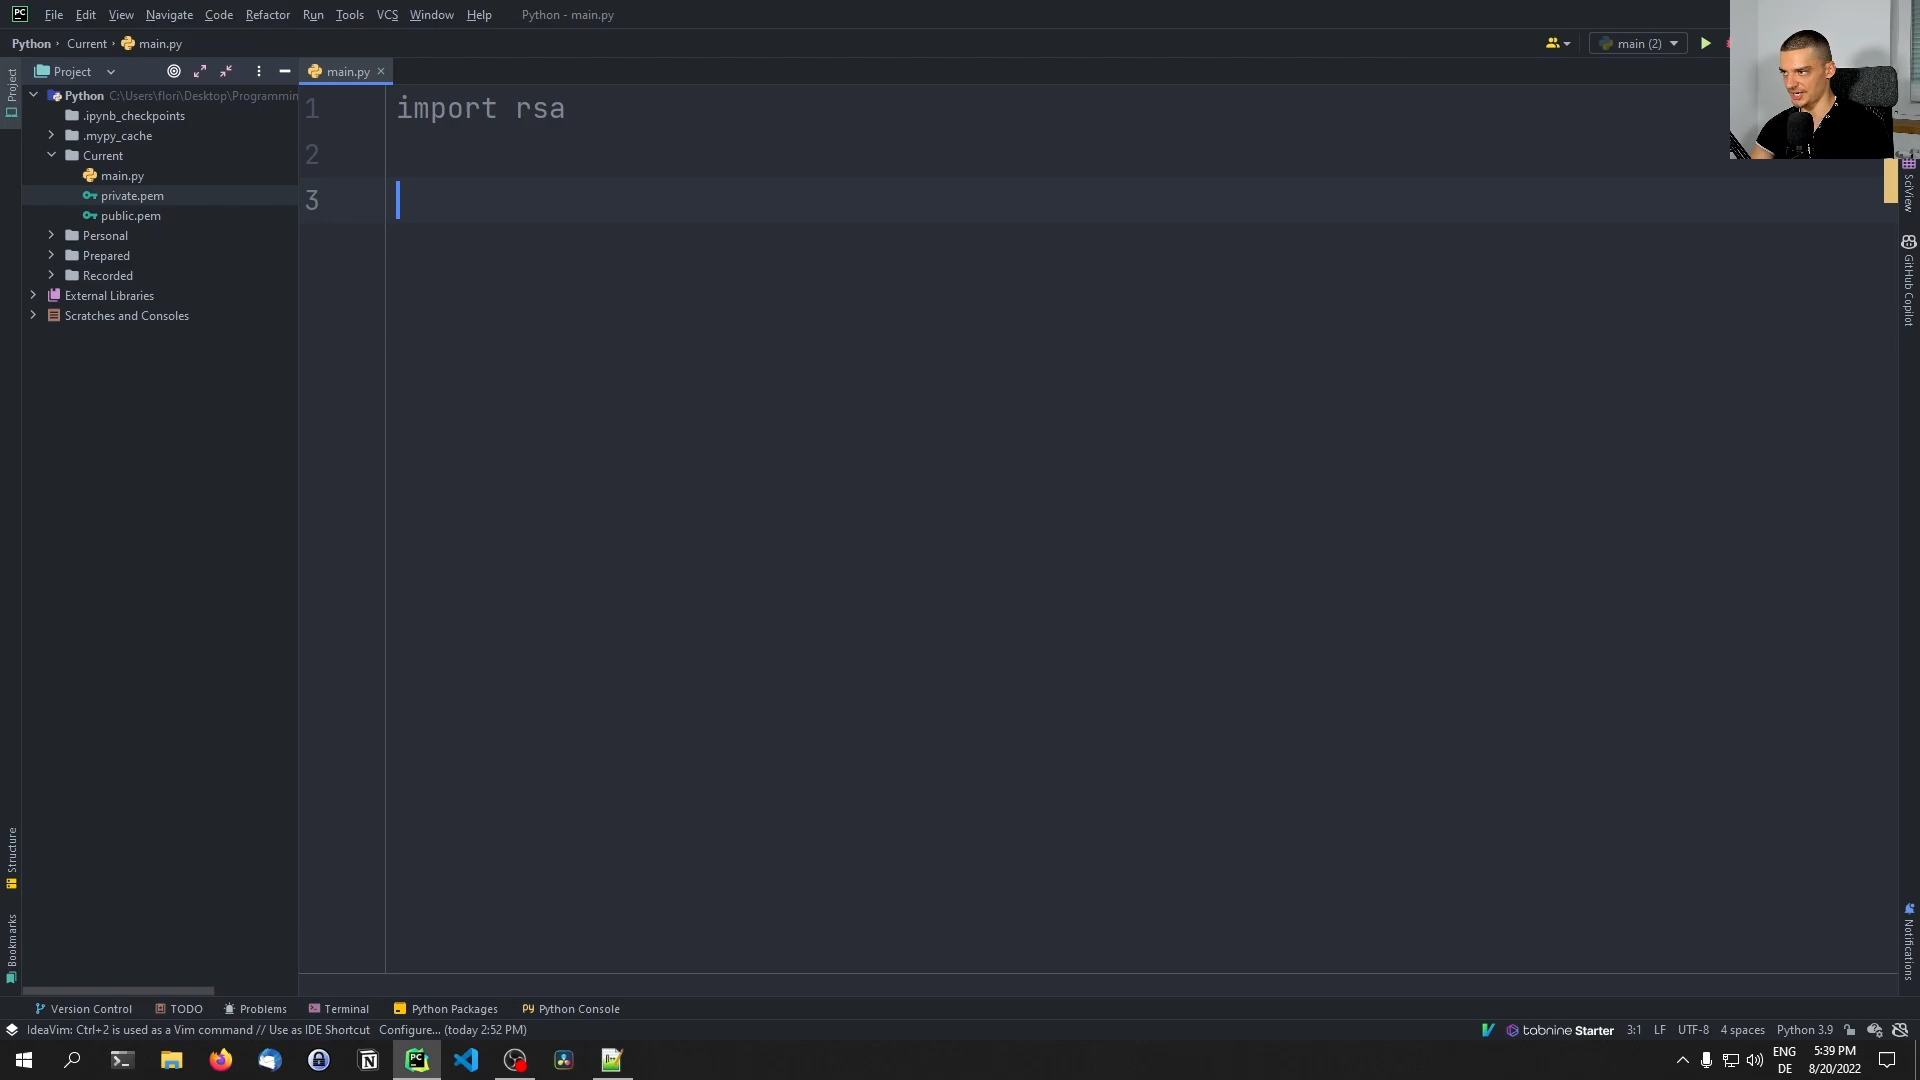 PC File Edit View Navigate Code Refactor Run Tools VCS Window Help Python - main.py
Python › Current › main.py main (2)
Project main.py
Project
Python C:\Users\flori\Desktop\Programmin
.ipynb_checkpoints
.mypy_cache
Current
main.py
private.pem
public.pem
Personal
Prepared
Recorded
External Libraries
Scratches and Consoles
1 import rsa
2
3
SciView
GitHub Copilot
Notifications
Structure
Bookmarks
Version Control TODO Problems Terminal Python Packages Python Console
IdeaVim: Ctrl+2 is used as a Vim command // Use as IDE Shortcut Configure... (today 2:52 PM) tabnine Starter 3:1 LF UTF-8 4 spaces Python 3.9
ENG 5:39 PM
DE 8/20/2022